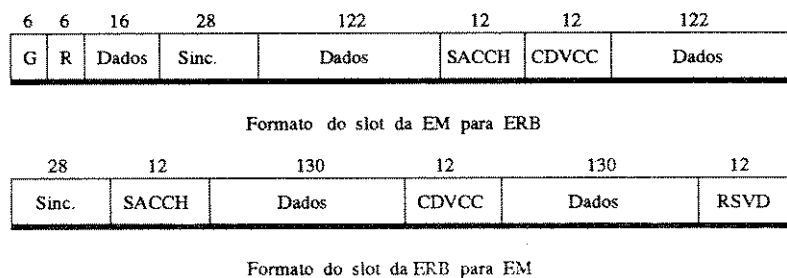 6 6 16 28 122 12 12 122
G R Dados Sinc. Dados SACCH CDVCC Dados
Formato do slot da EM para ERB
28 12 130 12 130 12
Sinc. SACCH Dados CDVCC Dados RSVD
Formato do slot da ERB para EM